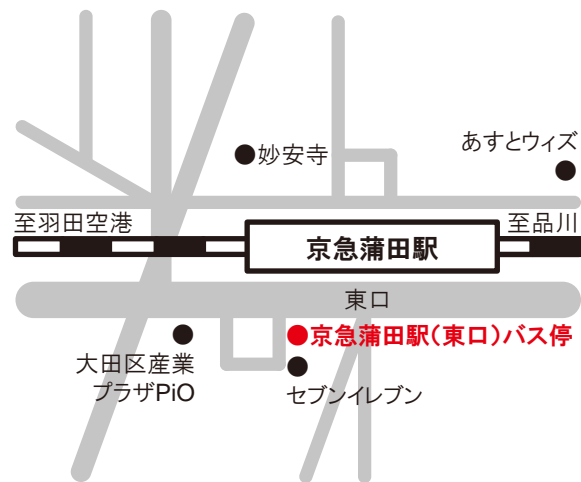 妙安寺
あすとウィズ
至羽田空港
至品川
京急蒲田駅
東口
京急蒲田駅（東口）バス停
大田区産業
プラザPiO
セブンイレブン